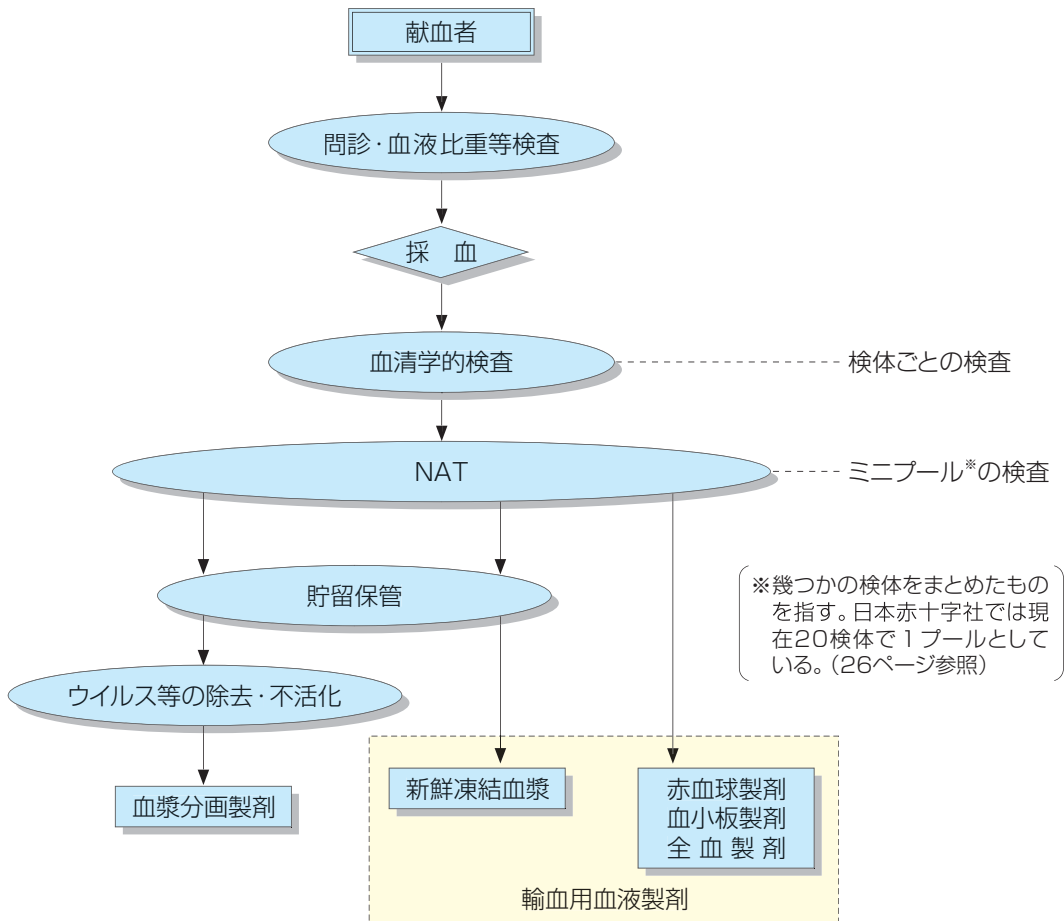 献血者
問診・血液比重等検査
採　血
血清学的検査
検体ごとの検査
NAT
ミニプール※の検査
貯留保管
※幾つかの検体をまとめたもの
を指す。日本赤十字社では現
在20検体で1プールとして
いる。(26ページ参照)
ウイルス等の除去・不活化
血漿分画製剤
新鮮凍結血漿
赤血球製剤
血小板製剤
全 血 製 剤
輸血用血液製剤